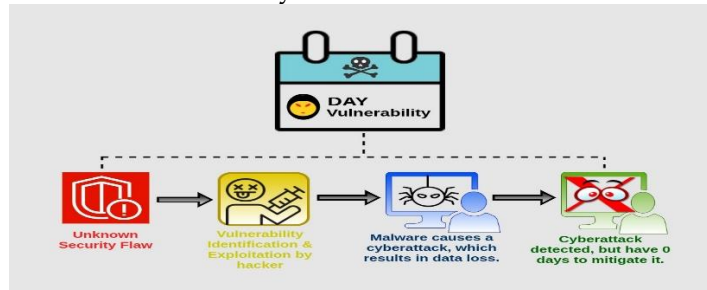 DAY
Vulnerability
Unknown
Security Flaw
Vulnerability
Identification &
Exploitation by
hacker
Malware causes a
cyberattack, which
results in data loss.
Cyberattack
detected, but have 0
days to mitigate it.